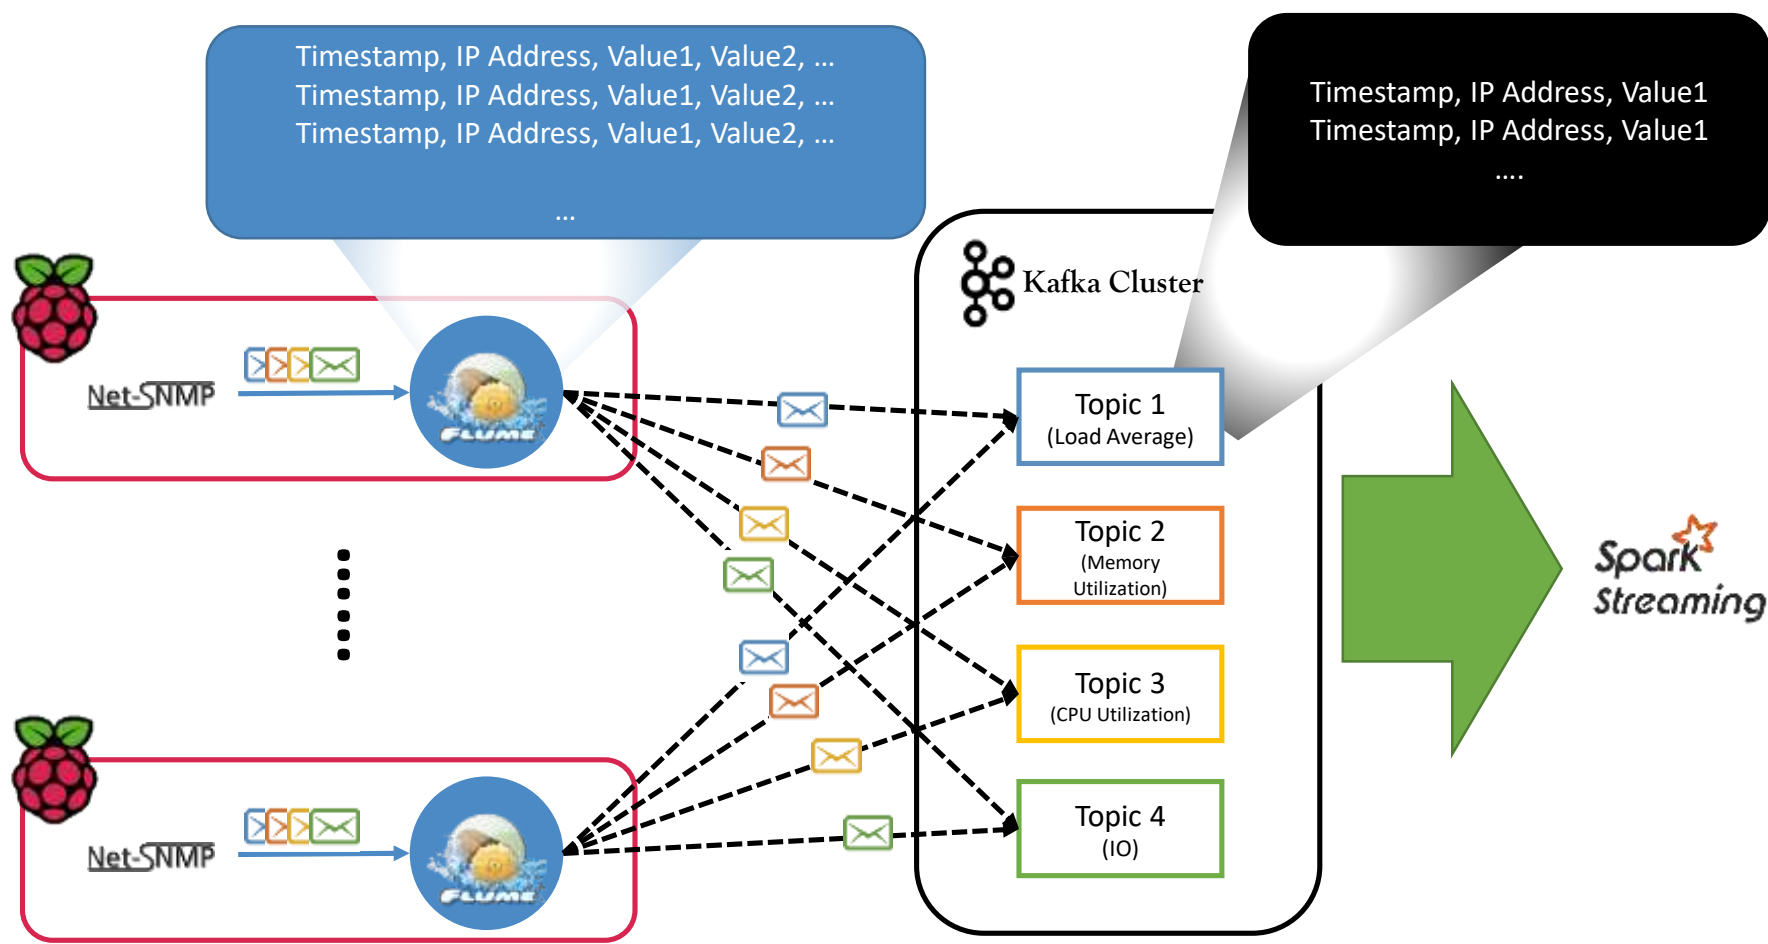 Timestamp, IP Address, Value1, Value2, ...
Timestamp, IP Address, Value1, Value2, ...
Timestamp, IP Address, Value1, Value2, ...
...
Timestamp, IP Address, Value1
Timestamp, IP Address, Value1
....
Kafka Cluster
Net-SNMP
FLUME
Topic 1
(Load Average)
Topic 2
(Memory
Utilization)
Topic 3
(CPU Utilization)
Topic 4
(IO)
Spark
Streaming
Net-SNMP
FLUME